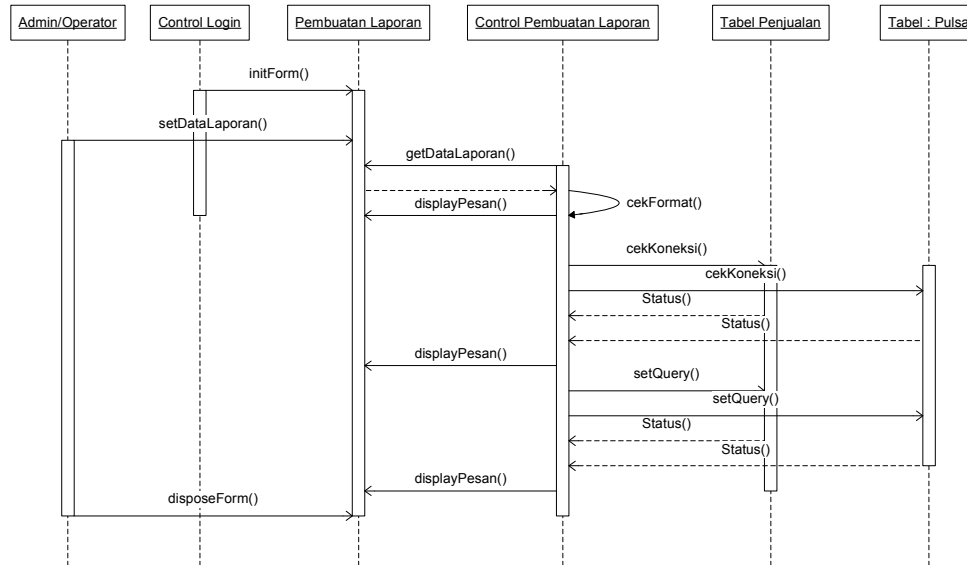 Admin/Operator
Control Login
Pembuatan Laporan
Control Pembuatan Laporan
Tabel Penjualan
Tabel : Pulsa
initForm()
setDataLaporan()
getDataLaporan()
cekFormat()
displayPesan()
cekKoneksi()
cekKoneksi()
Status()
Status()
displayPesan()
setQuery()
setQuery()
Status()
Status()
displayPesan()
disposeForm()